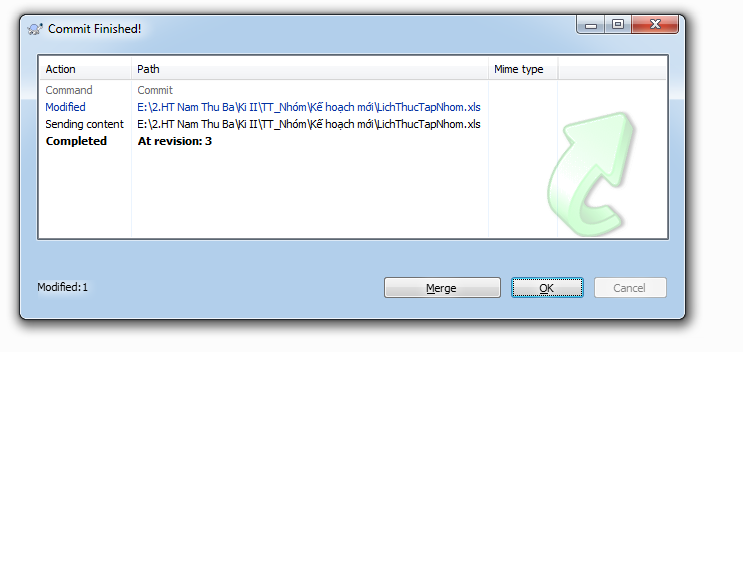 Commit Finished!
Action Path Mime type
Command Commit
Modified E:\2.HT Nam Thu Ba\Ki II\TT_Nhóm\Kế hoạch mới\LichThucTapNhom.xls
Sending content E:\2.HT Nam Thu Ba\Ki II\TT_Nhóm\Kế hoạch mới\LichThucTapNhom.xls
Completed At revision: 3
Modified:1 Merge OK Cancel